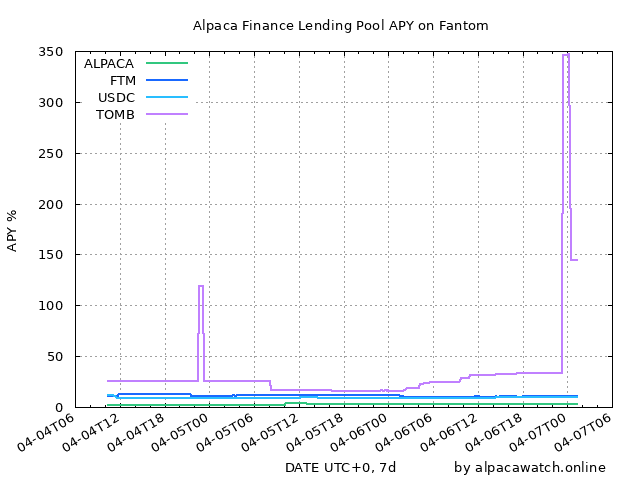 Alpaca Finance Lending Pool APY on Fantom
350
300
250
200
150
100
50
0
APY %
ALPACA
FTM
USDC
TOMB
04-04T06
04-04T12
04-04T18
04-05T00
04-05T06
04-05T12
04-05T18
04-06T00
04-06T06
04-06T12
04-06T18
04-07T00
04-07T06
DATE UTC+0, 7d
by alpacawatch.online